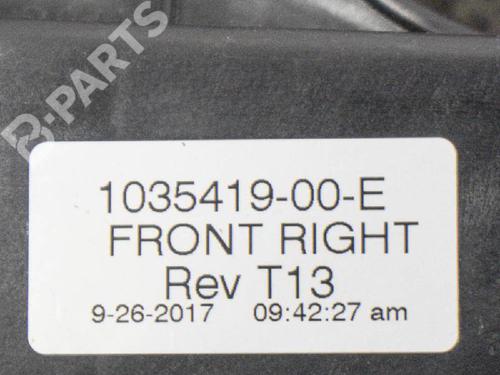 B-PARTS
1035419-00-E
FRONT RIGHT
Rev T13
9-26-2017 09:42:27 am